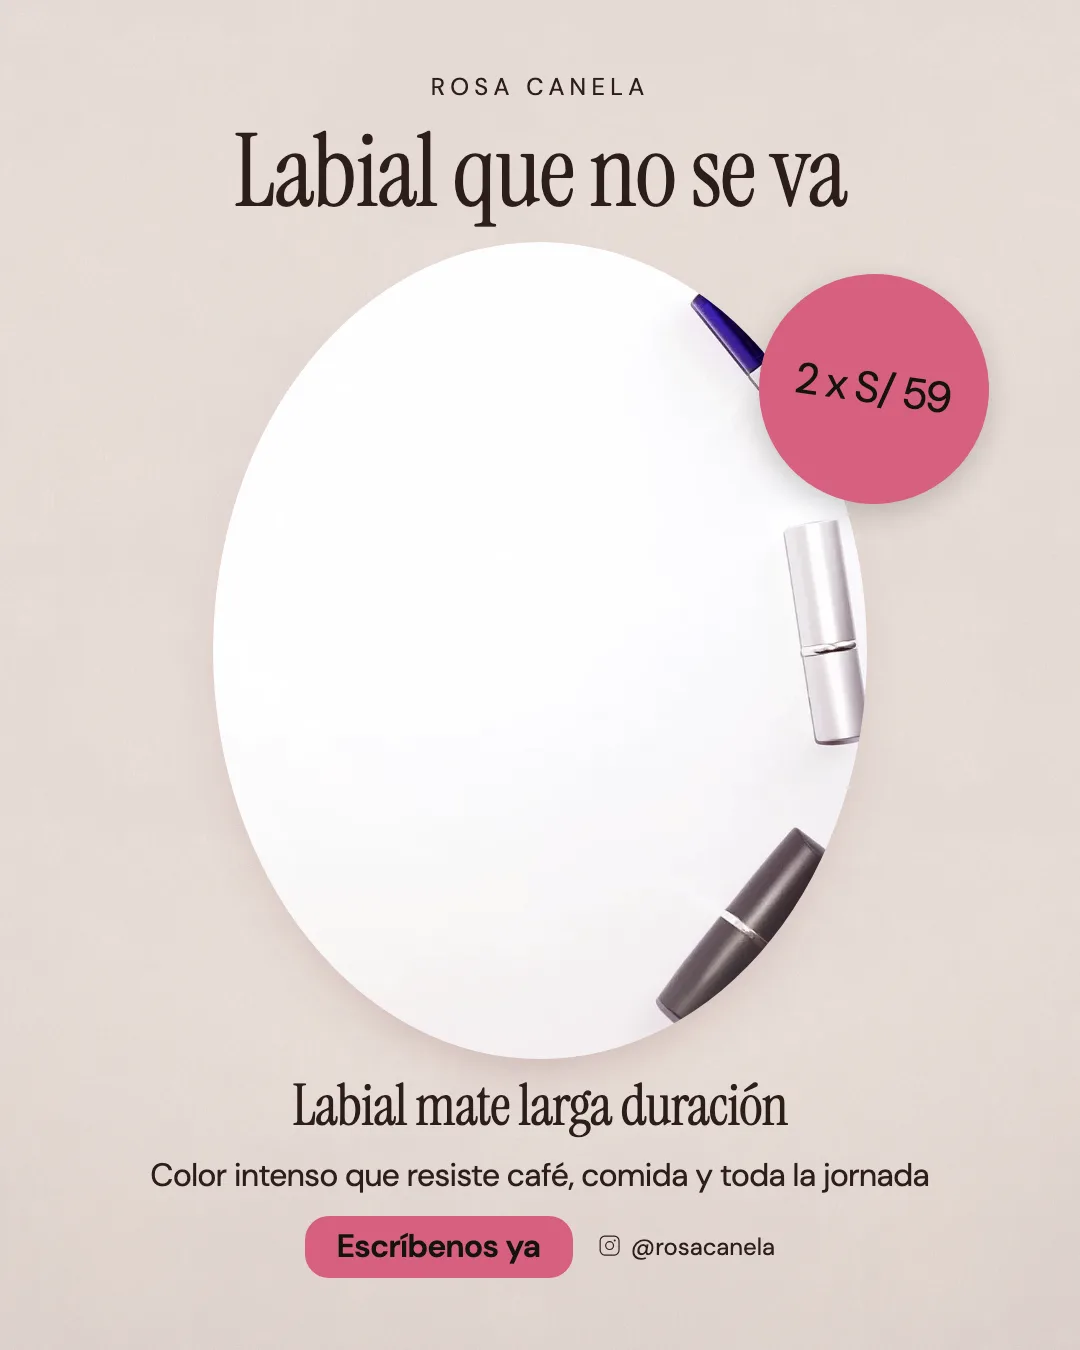 ROSA CANELA
Labial que no se va
2 x S/ 59
Labial mate larga duración
Color intenso que resiste café, comida y toda la jornada
Escríbenos ya
@rosacanela